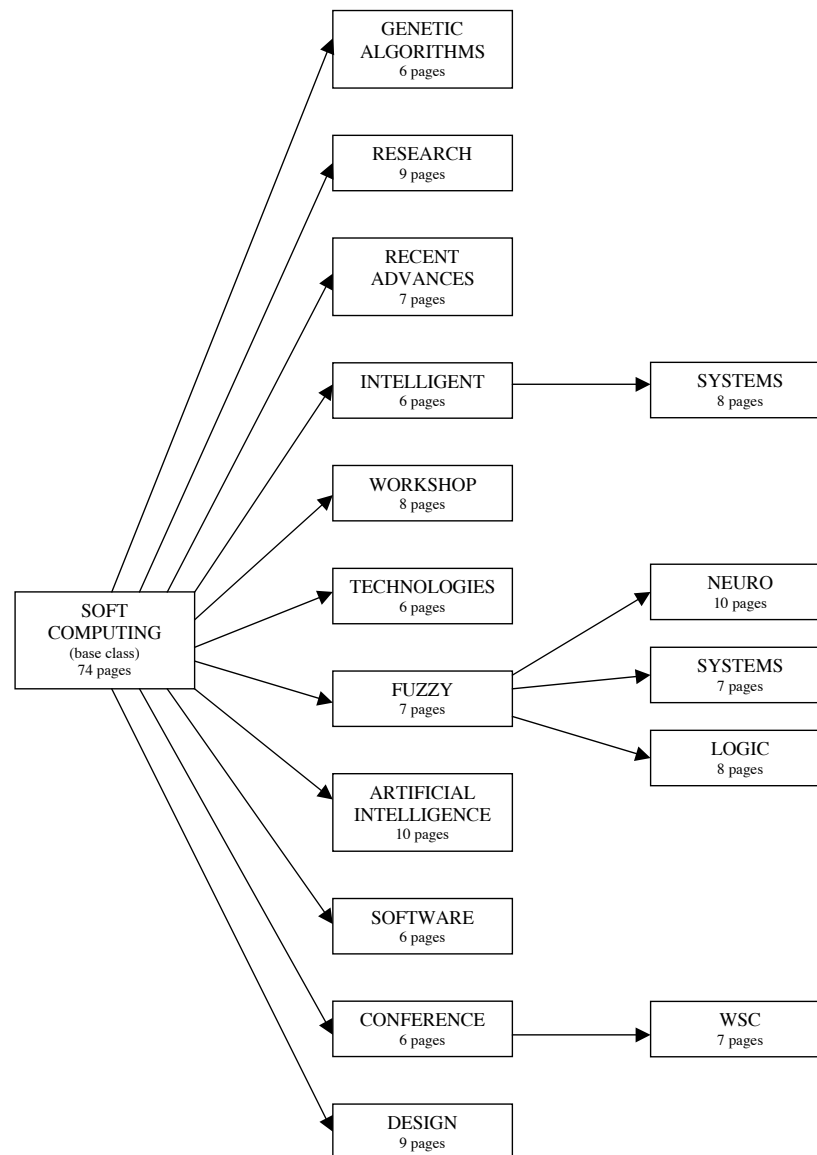 GENETIC
ALGORITHMS
6 pages
RESEARCH
9 pages
RECENT
ADVANCES
7 pages
INTELLIGENT
6 pages
SYSTEMS
8 pages
WORKSHOP
8 pages
TECHNOLOGIES
6 pages
NEURO
10 pages
SOFT
COMPUTING
(base class)
74 pages
FUZZY
7 pages
SYSTEMS
7 pages
LOGIC
8 pages
ARTIFICIAL
INTELLIGENCE
10 pages
SOFTWARE
6 pages
CONFERENCE
6 pages
WSC
7 pages
DESIGN
9 pages